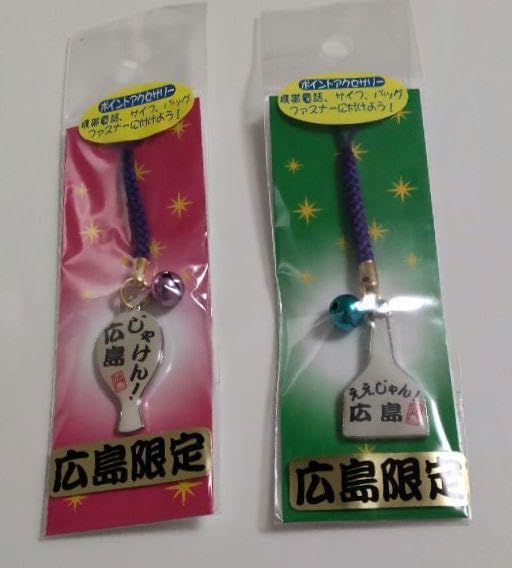 ポイントアクセサリー
携帯電話、サイフ、バッグ
ファスナーに付けよう!
じゃけん!
広島
広島限定
ポイントアクセサリー
携帯電話、サイフ、バッグ
ファスナーに付けよう!
ええじゃん!
広島
広島限定